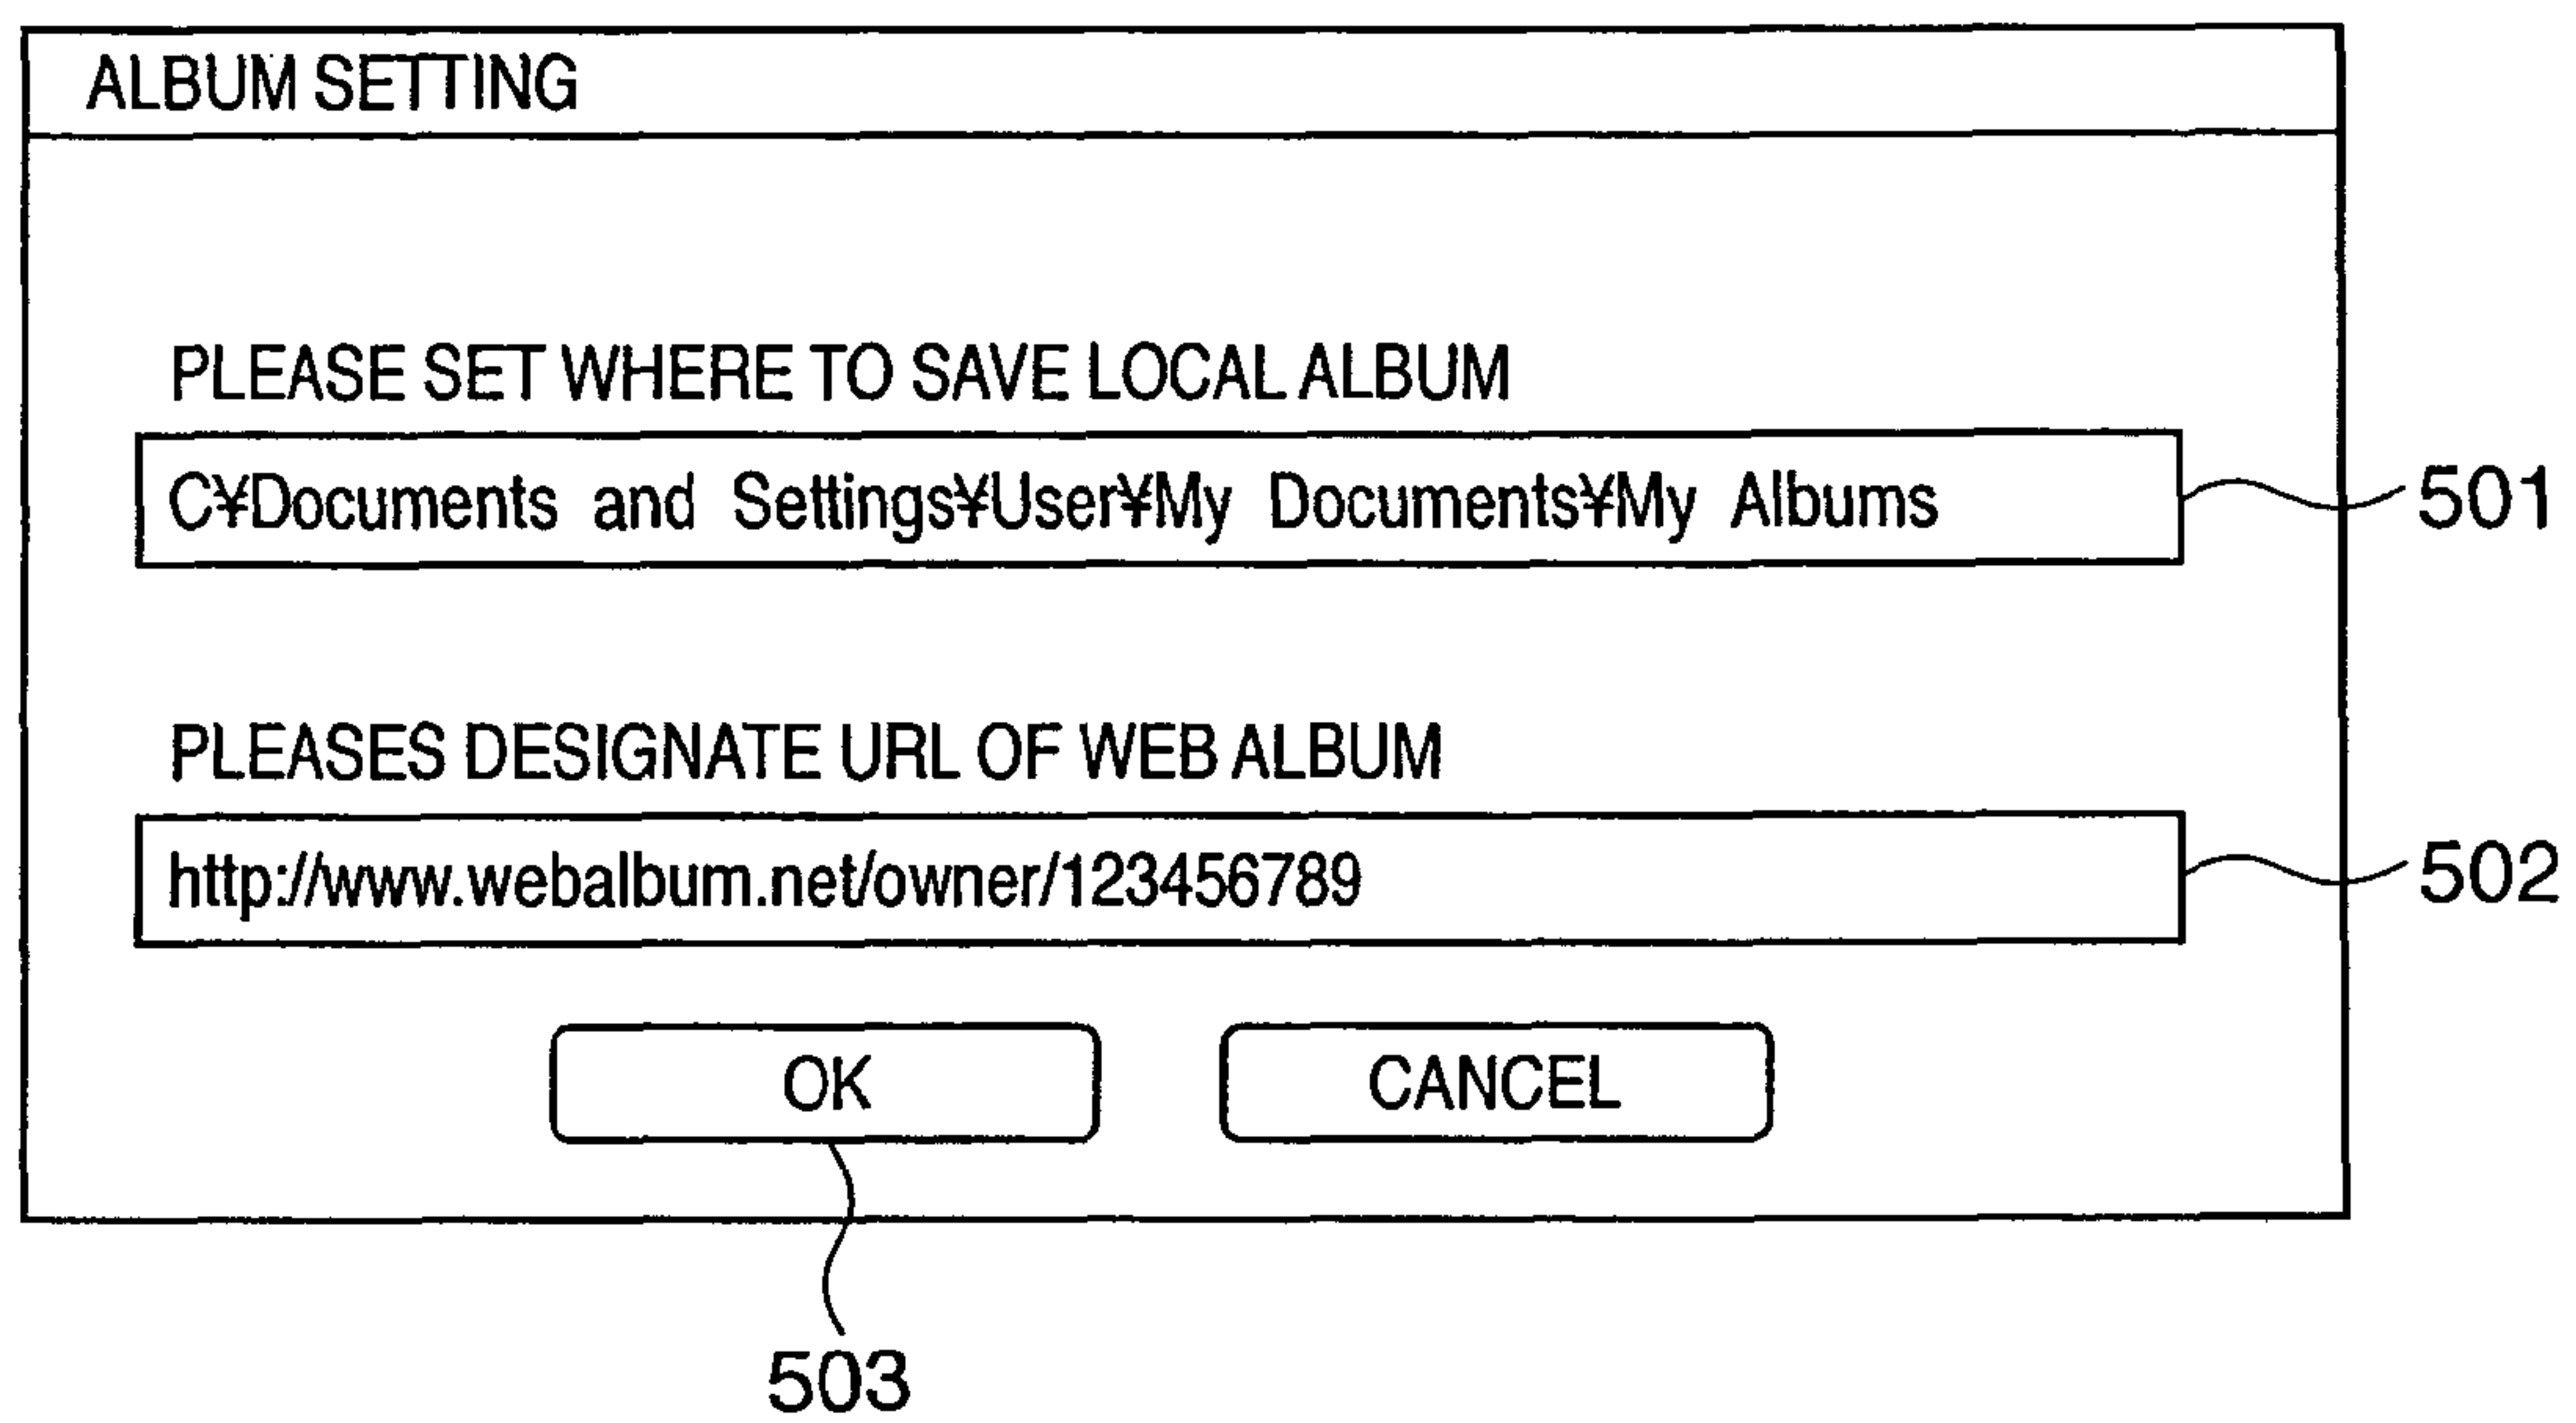 ALBUM SETTING
PLEASE SET WHERE TO SAVE LOCAL ALBUM
C¥Documents and Settings¥User¥My Documents¥My Albums
501
PLEASES DESIGNATE URL OF WEB ALBUM
http://www.webalbum.net/owner/123456789
502
OK CANCEL
503